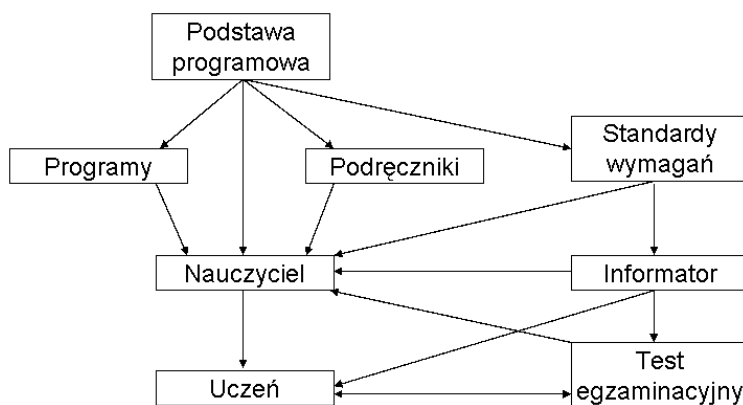 Podstawa
programowa
Standardy
wymagań
Programy
Podręczniki
Nauczyciel
Informator
Uczeń
Test
egzaminacyjny